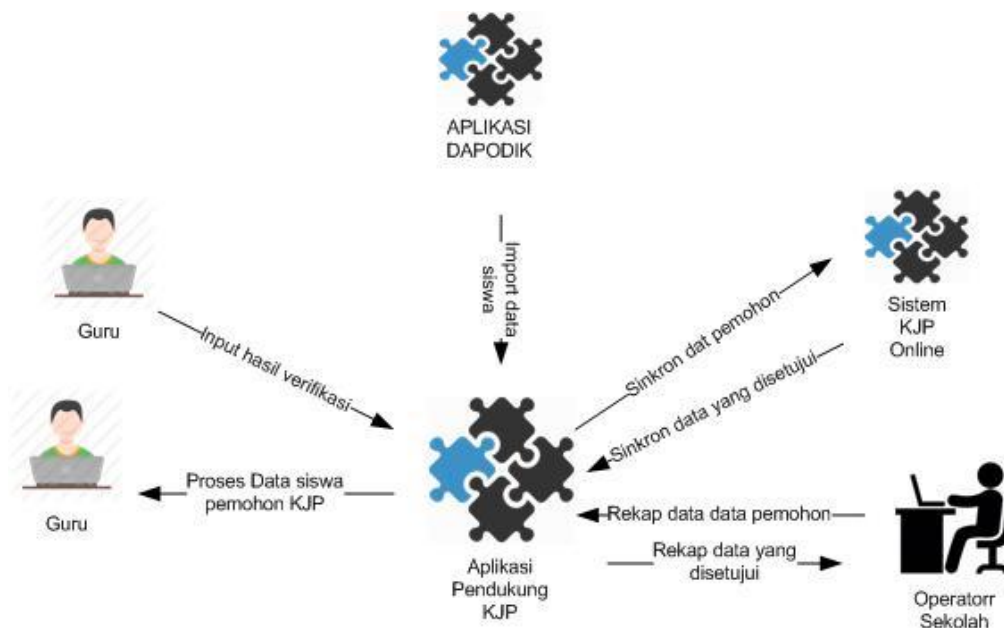 APLIKASI
DAPODIK
Import data
siswa
Guru
Input hasil verifikasi
Sinkron dat pemohon
Sistem
KJP
Online
Sinkron data yang disetujui
Guru
Proses Data siswa
pemohon KJP
Aplikasi
Pendukung
KJP
Rekap data data pemohon
Rekap data yang
disetujui
Operatorr
Sekolah